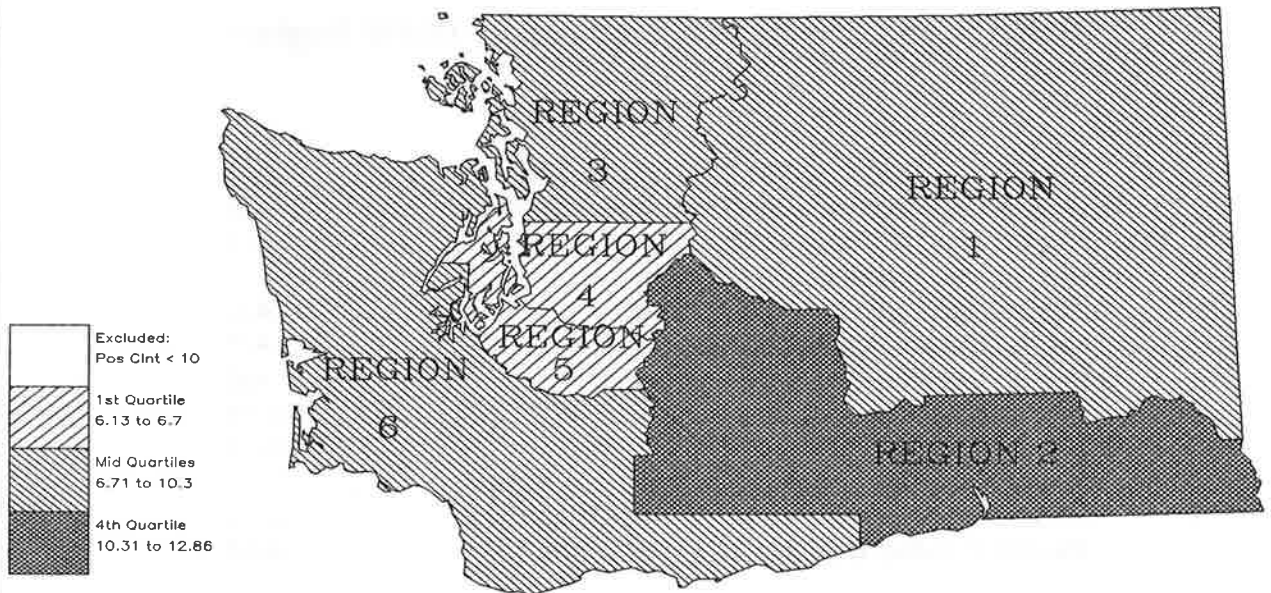 REGION
3
REGION
1
REGION
4
REGION
5
REGION
6
REGION 2
Excluded:
Pos Clnt < 10
1st Quartile
6.13 to 6.7
Mid Quartiles
6.71 to 10.3
4th Quartile
10.31 to 12.86